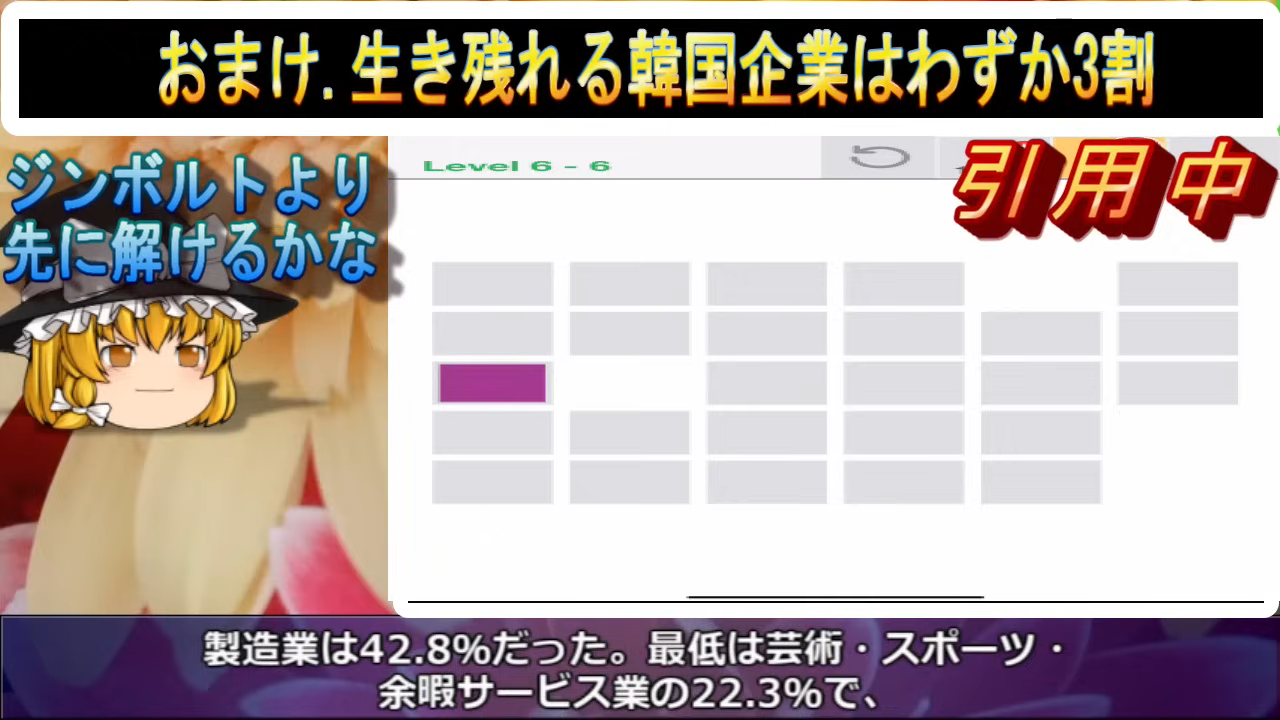 おまけ.生き残れる韓国企業はわずか3割
ジンボルトより
先に解けるかな
Level 6 - 6
引用中
製造業は42.8%だった。最低は芸術・スポーツ・
余暇サービス業の22.3%で、